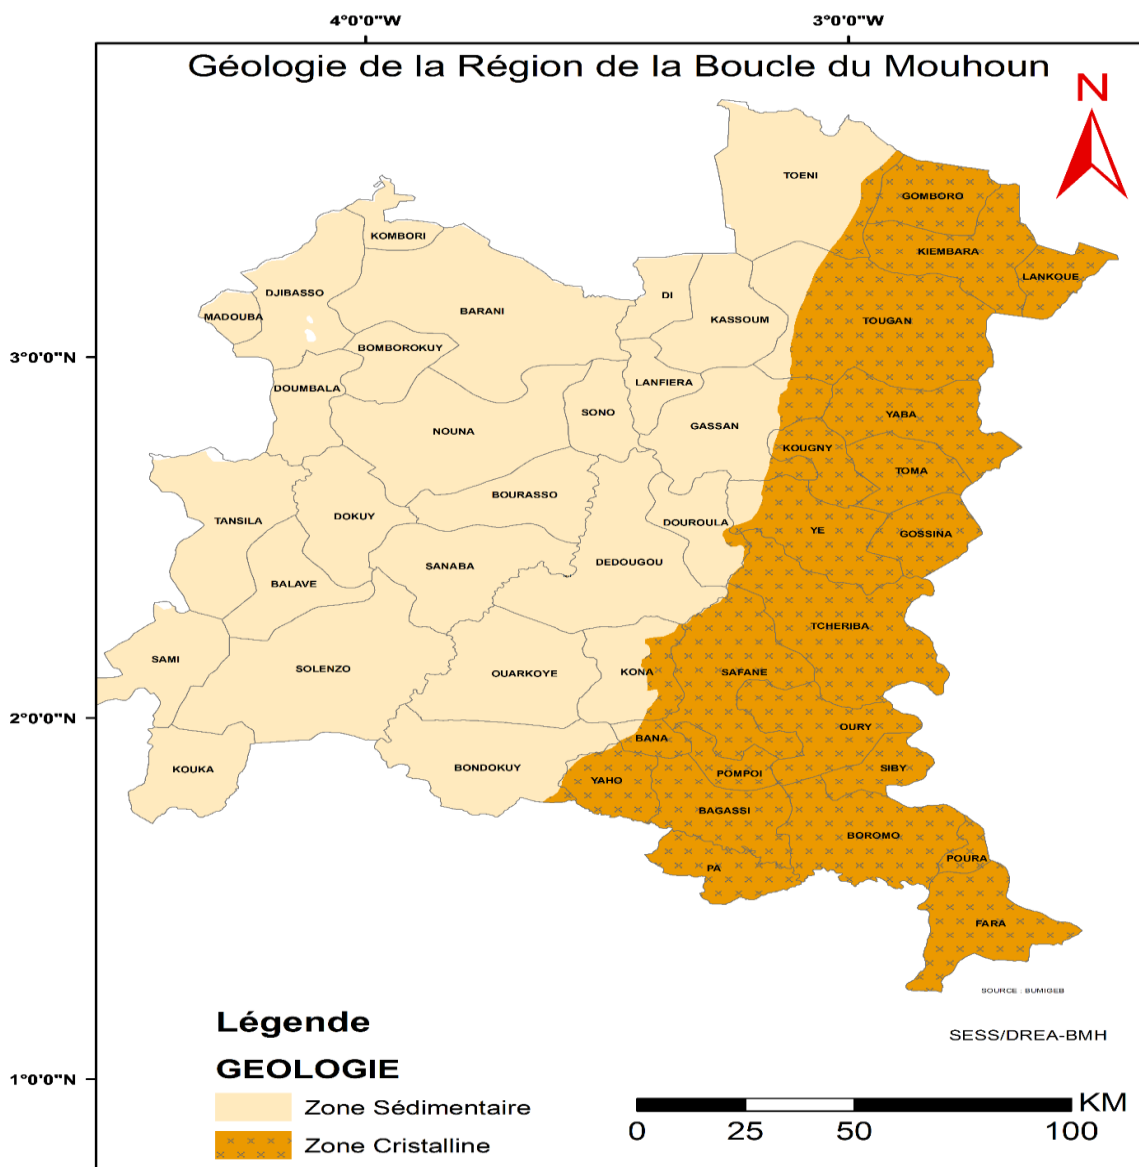 4°0'0"W
3°0'0"W
Géologie de la Région de la Boucle du Mouhoun
N
TOENI
GOMBORO
KOMBORI
KIEMBARA
LANKOUE
DJIBASSO
DI
MADOUBA
BARANI
KASSOUM
TOUGAN
BOMBOROKUY
3°0'0"N
DOUMBALA
LANFIERA
SONO
YABA
NOUNA
GASSAN
KOUGNY
TOMA
BOURASSO
TANSILA
DOKUY
DOUROULA
YE
GOSSINA
SANABA
DEDOUGOU
BALAVE
TCHERIBA
SAMI
SOLENZO
OUARKOYE
KONA
SAFANE
2°0'0"N
OURY
BANA
KOUKA
BONDOKUY
YAHO
POMPOI
SIBY
BAGASSI
BOROMO
POURA
PA
FARA
SOURCE : BUMIGEB
Légende
SESS/DREA-BMH
GEOLOGIE
1°0'0"N
Zone Sédimentaire
Zone Cristalline
KM
0 25 50 100